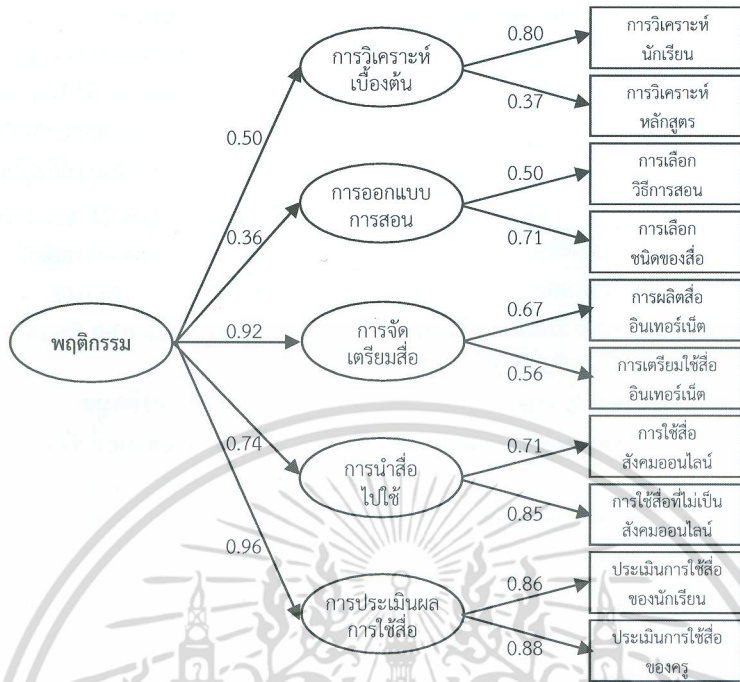 พฤติกรรม
0.50
0.36
0.92
0.74
0.96
การวิเคราะห์
เบื้องต้น
0.80
0.37
การวิเคราะห์
นักเรียน
การวิเคราะห์
หลักสูตร
การออกแบบ
การสอน
0.50
0.71
การเลือก
วิธีการสอน
การเลือก
ชนิดของสื่อ
การจัด
เตรียมสื่อ
0.67
0.56
การผลิตสื่อ
อินเทอร์เน็ต
การเตรียมใช้สื่อ
อินเทอร์เน็ต
การนำสื่อ
ไปใช้
0.71
0.85
การใช้สื่อ
สังคมออนไลน์
การใช้สื่อที่ไม่เป็น
สังคมออนไลน์
การประเมินผล
การใช้สื่อ
0.86
0.88
ประเมินการใช้สื่อ
ของนักเรียน
ประเมินการใช้สื่อ
ของครู